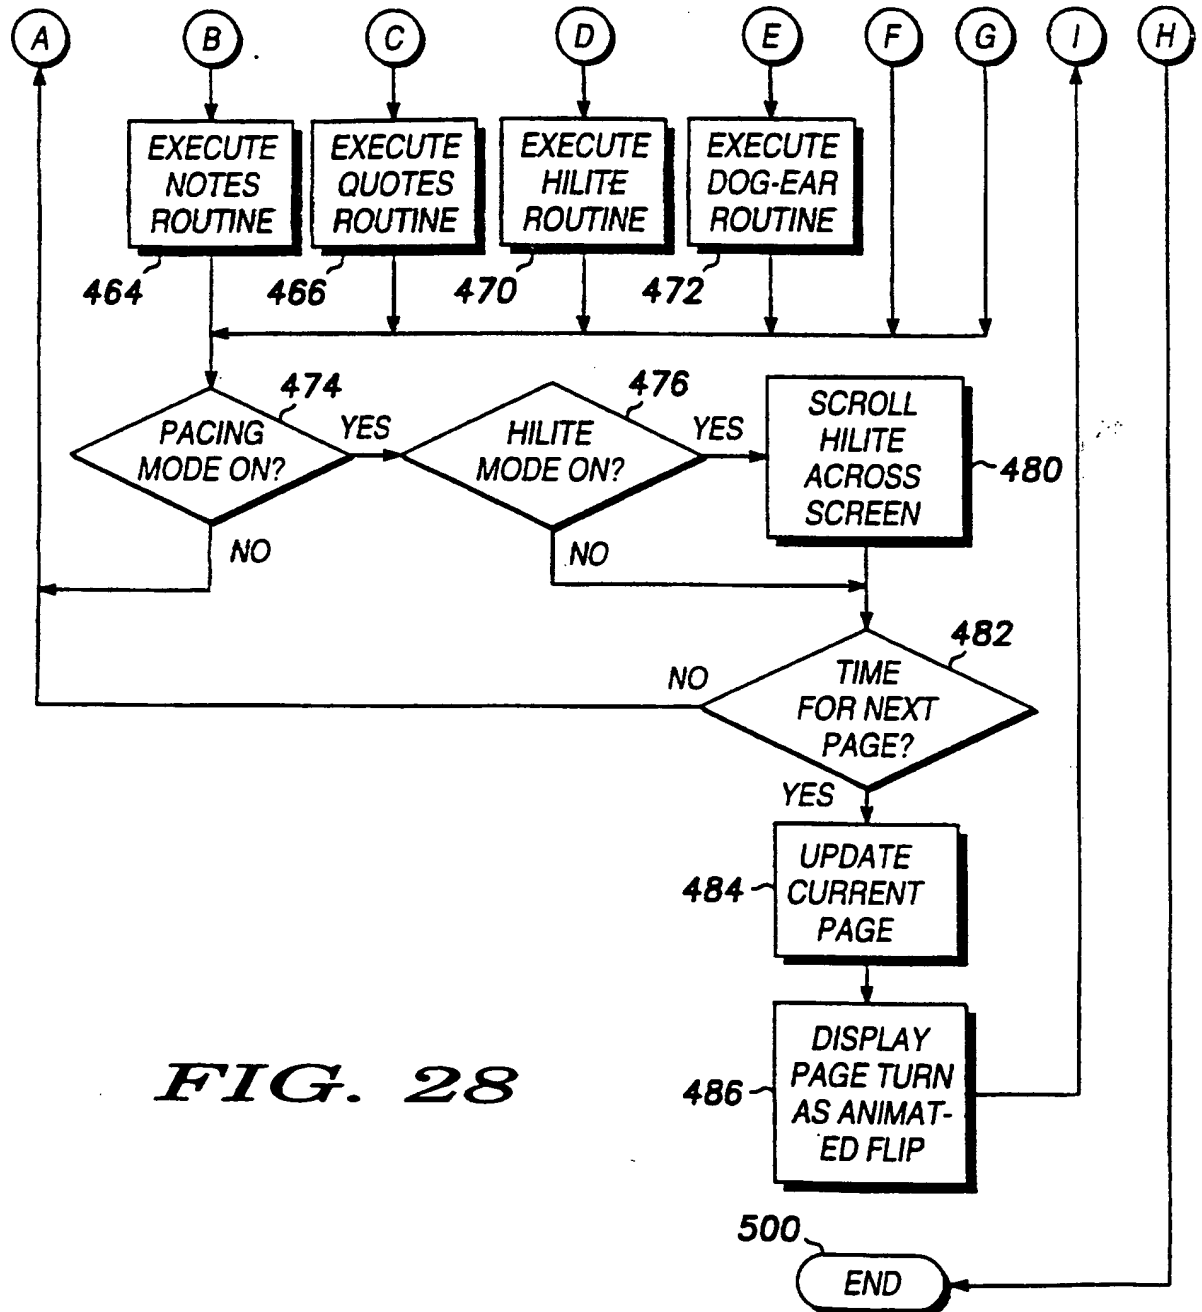 A B C D E F G I H
EXECUTE
NOTES
ROUTINE
EXECUTE
QUOTES
ROUTINE
EXECUTE
HILITE
ROUTINE
EXECUTE
DOG-EAR
ROUTINE
464
466
470
472
474
PACING
MODE ON?
YES
NO
476
HILITE
MODE ON?
YES
NO
SCROLL
HILITE
ACROSS
SCREEN
480
482
TIME
FOR NEXT
PAGE?
NO
YES
484
UPDATE
CURRENT
PAGE
486
DISPLAY
PAGE TURN
AS ANIMAT-
ED FLIP
FIG. 28
500
END